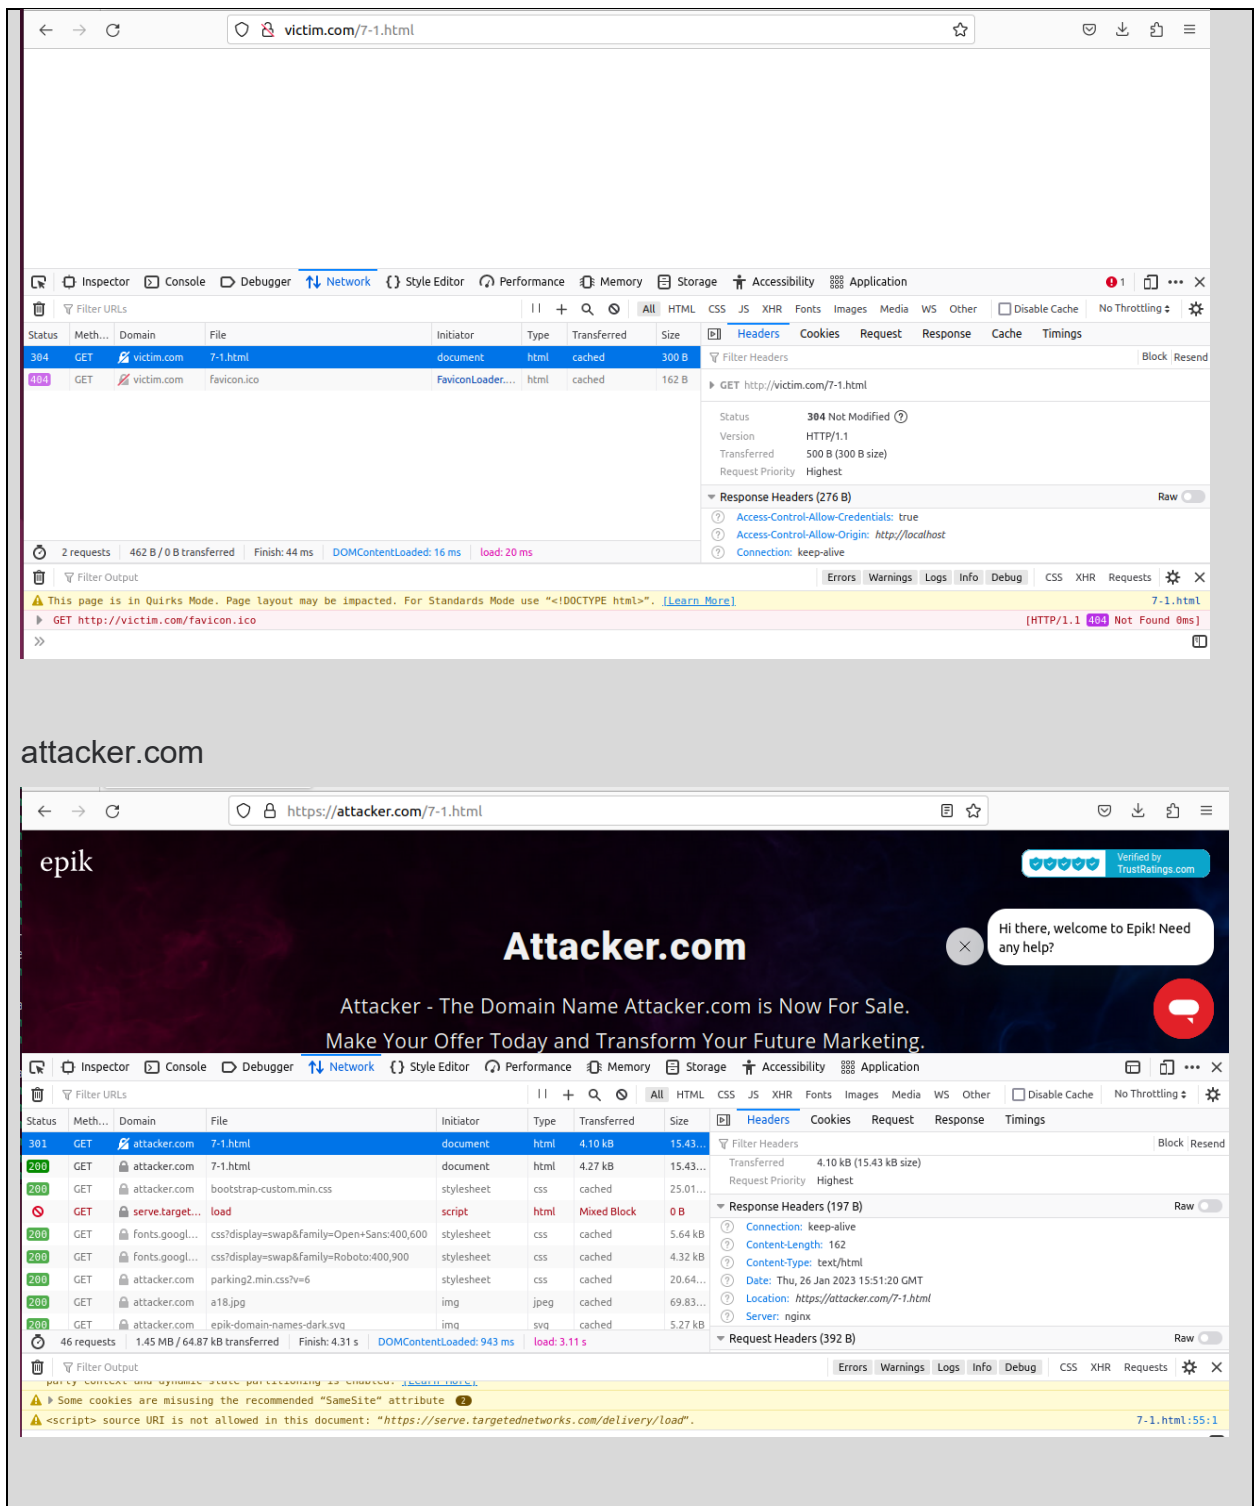 victim.com/7-1.html
Inspector Console Debugger Network Style Editor Performance Memory Storage Accessibility Application 1
Filter URLs All HTML CSS JS XHR Fonts Images Media WS Other Disable Cache No Throttling
Status Meth... Domain File Initiator Type Transferred Size Headers Cookies Request Response Cache Timings
304 GET victim.com 7-1.html document html cached 300 B Filter Headers Block Resend
404 GET victim.com favicon.ico FaviconLoader.... html cached 162 B GET http://victim.com/7-1.html
Status 304 Not Modified
Version HTTP/1.1
Transferred 500 B (300 B size)
Request Priority Highest
Response Headers (276 B) Raw
Access-Control-Allow-Credentials: true
Access-Control-Allow-Origin: http://localhost
2 requests 462 B / 0 B transferred Finish: 44 ms DOMContentLoaded: 16 ms load: 20 ms Connection: keep-alive
Filter Output Errors Warnings Logs Info Debug CSS XHR Requests
This page is in Quirks Mode. Page layout may be impacted. For Standards Mode use “<!DOCTYPE html>”. [Learn More] 7-1.html
GET http://victim.com/favicon.ico [HTTP/1.1 404 Not Found 0ms]
attacker.com
https://attacker.com/7-1.html
epik Verified by
TrustRatings.com
Hi there, welcome to Epik! Need
any help?
Attacker.com
Attacker - The Domain Name Attacker.com is Now For Sale.
Make Your Offer Today and Transform Your Future Marketing.
Inspector Console Debugger Network Style Editor Performance Memory Storage Accessibility Application
Filter URLs All HTML CSS JS XHR Fonts Images Media WS Other Disable Cache No Throttling
Status Meth... Domain File Initiator Type Transferred Size Headers Cookies Request Response Timings
301 GET attacker.com 7-1.html document html 4.10 kB 15.43... Filter Headers Block Resend
200 GET attacker.com 7-1.html document html 4.27 kB 15.43... Transferred 4.10 kB (15.43 kB size)
200 GET attacker.com bootstrap-custom.min.css stylesheet css cached 25.01... Request Priority Highest
GET serve.target... load script html Mixed Block 0 B Response Headers (197 B) Raw
200 GET fonts.googl... css?display=swap&family=Open+Sans:400,600 stylesheet css cached 5.64 kB Connection: keep-alive
Content-Length: 162
200 GET fonts.googl... css?display=swap&family=Roboto:400,900 stylesheet css cached 4.32 kB Content-Type: text/html
200 GET attacker.com parking2.min.css?v=6 stylesheet css cached 20.64... Date: Thu, 26 Jan 2023 15:51:20 GMT
200 GET attacker.com a18.jpg img jpeg cached 69.83... Location: https://attacker.com/7-1.html
200 GET attacker.com epik-domain-names-dark.svg img svg cached 5.27 kB Server: nginx
46 requests 1.45 MB / 64.87 kB transferred Finish: 4.31 s DOMContentLoaded: 943 ms load: 3.11 s Request Headers (392 B) Raw
Filter Output Errors Warnings Logs Info Debug CSS XHR Requests
party context and dynamic state partitioning is enabled. [Learn More]
Some cookies are misusing the recommended “SameSite” attribute 2
<script> source URI is not allowed in this document: “https://serve.targetednetworks.com/delivery/load”. 7-1.html:55:1